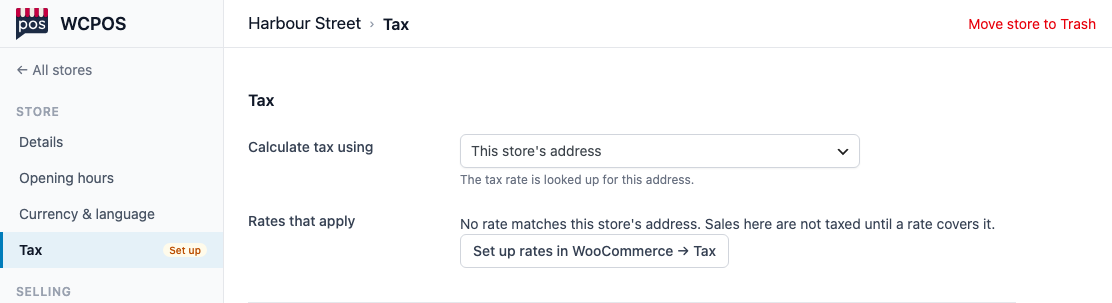 pos WCPOS
Harbour Street › Tax
Move store to Trash
← All stores
STORE
Details
Opening hours
Currency & language
Tax Set up
SELLING
Tax
Calculate tax using
This store's address
The tax rate is looked up for this address.
Rates that apply
No rate matches this store's address. Sales here are not taxed until a rate covers it.
Set up rates in WooCommerce → Tax